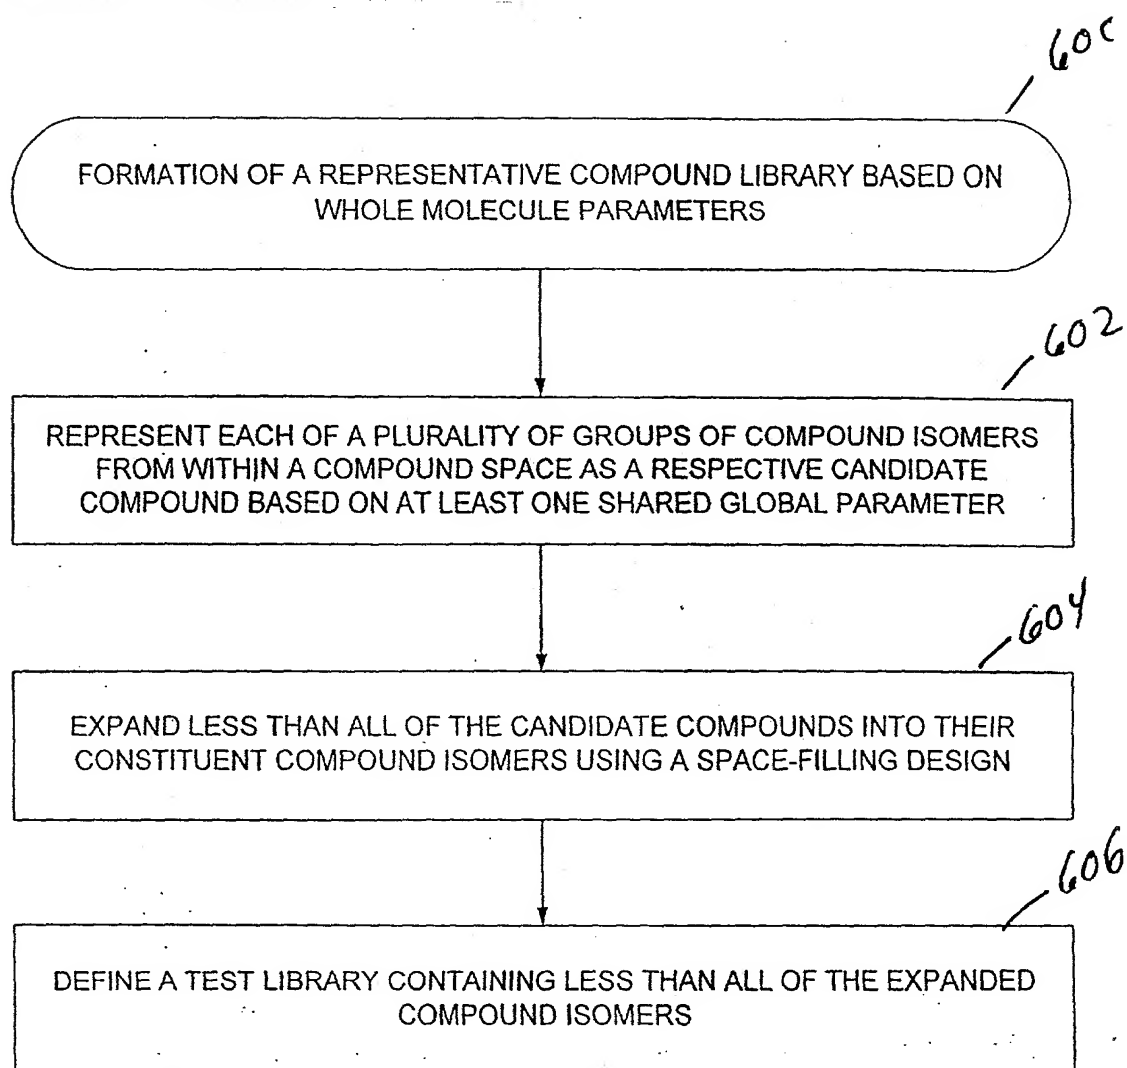 600
FORMATION OF A REPRESENTATIVE COMPOUND LIBRARY BASED ON
WHOLE MOLECULE PARAMETERS
602
REPRESENT EACH OF A PLURALITY OF GROUPS OF COMPOUND ISOMERS
FROM WITHIN A COMPOUND SPACE AS A RESPECTIVE CANDIDATE
COMPOUND BASED ON AT LEAST ONE SHARED GLOBAL PARAMETER
604
EXPAND LESS THAN ALL OF THE CANDIDATE COMPOUNDS INTO THEIR
CONSTITUENT COMPOUND ISOMERS USING A SPACE-FILLING DESIGN
606
DEFINE A TEST LIBRARY CONTAINING LESS THAN ALL OF THE EXPANDED
COMPOUND ISOMERS